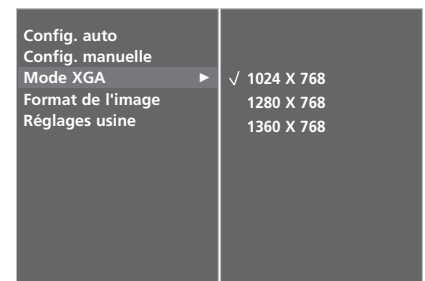 Config. auto
Config. manuelle
Mode XGA ►
Format de l'image
Réglages usine
√ 1024 X 768
1280 X 768
1360 X 768